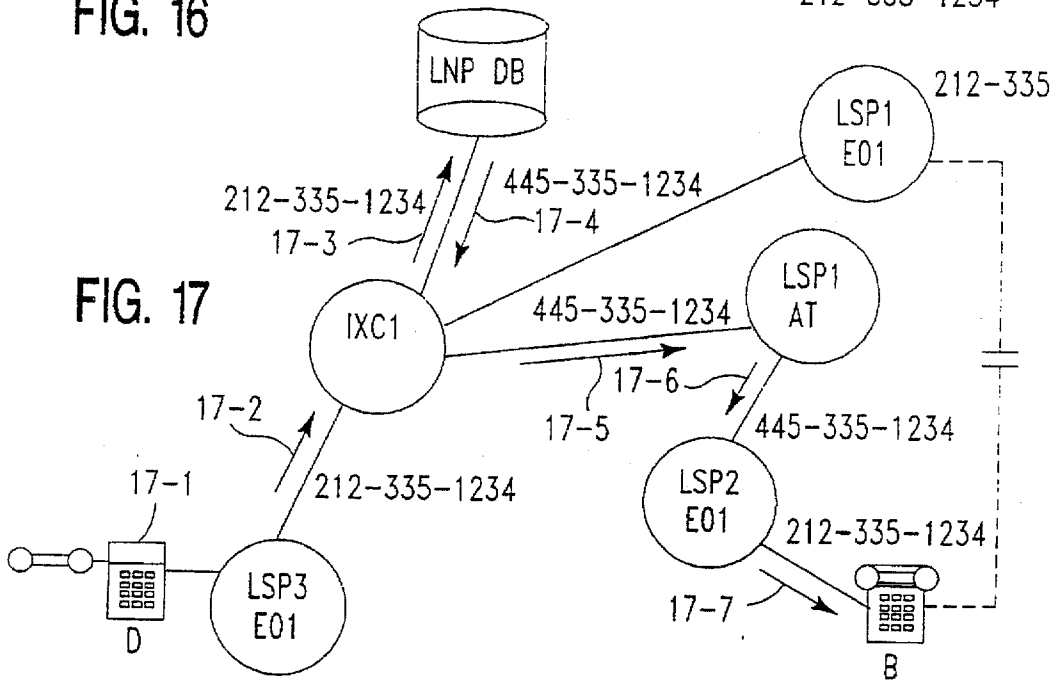 FIG. 16
LNP DB
LSP1
E01
212-335
212-335-1234
17-3
445-335-1234
17-4
FIG. 17
IXC1
LSP1
AT
445-335-1234
17-5
17-6
17-2
445-335-1234
17-1
212-335-1234
LSP2
E01
212-335-1234
LSP3
E01
17-7
D
B